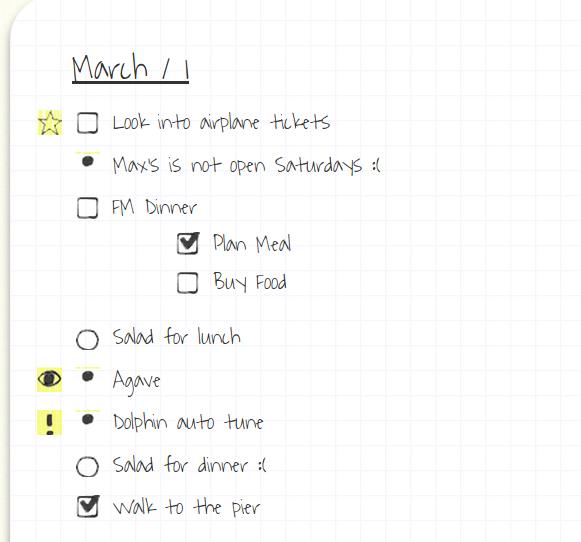 March / 1
Look into airplane tickets
Max's is not open Saturdays :(
FM Dinner
Plan Meal
Buy Food
Salad for lunch
Agave
! Dolphin auto tune
Salad for dinner :(
Walk to the pier